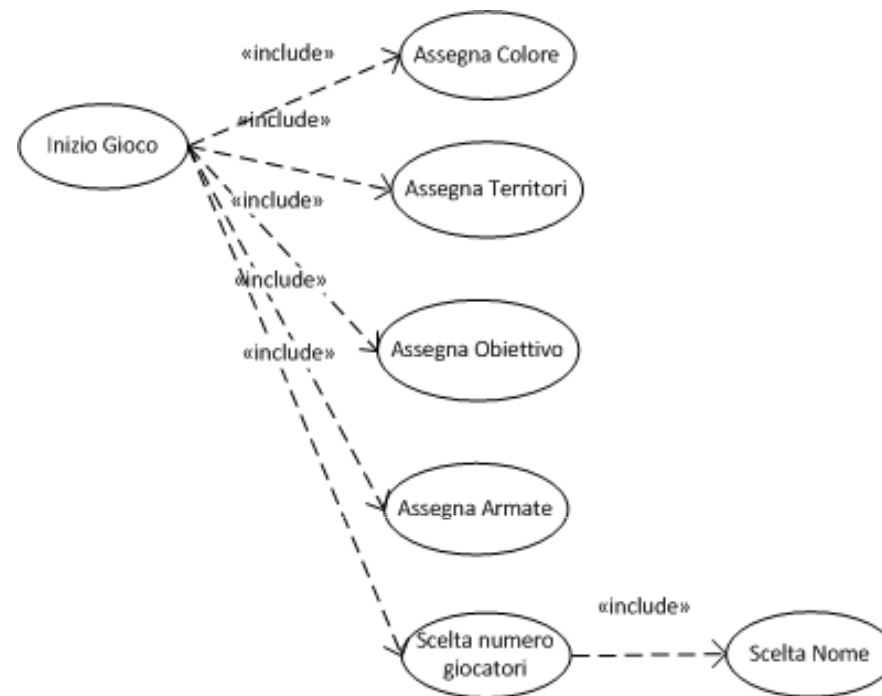 «include»
Assegna Colore
«include»
Inizio Gioco
Assegna Territori
«include»
«include»
Assegna Obiettivo
«include»
Assegna Armate
«include»
Scelta numero
giocatori
Scelta Nome